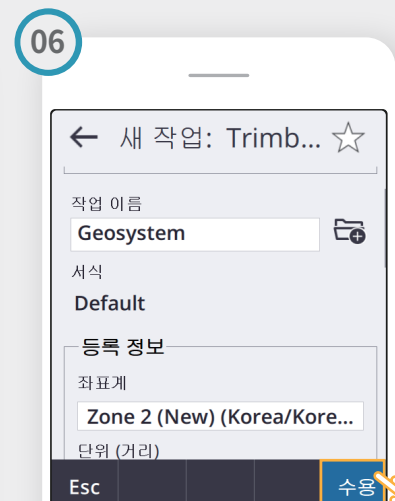 06
새 작업: Trimb...
작업 이름
Geosystem
서식
Default
등록 정보
좌표계
Zone 2 (New) (Korea/Kore...
단위 (거리)
Esc
수용